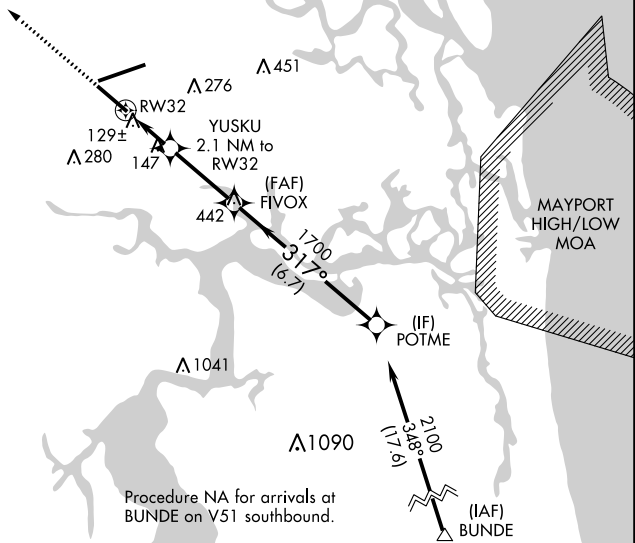 451
276
RW32
129±
280
147
YUSKU
2.1 NM to
RW32
(FAF)
FIVOX
442
1700
317°
(6.7)
MAYPORT
HIGH/LOW
MOA
(IF)
POTME
1041
1090
2100
348°
(17.6)
(IAF)
BUNDE
Procedure NA for arrivals at
BUNDE on V51 southbound.